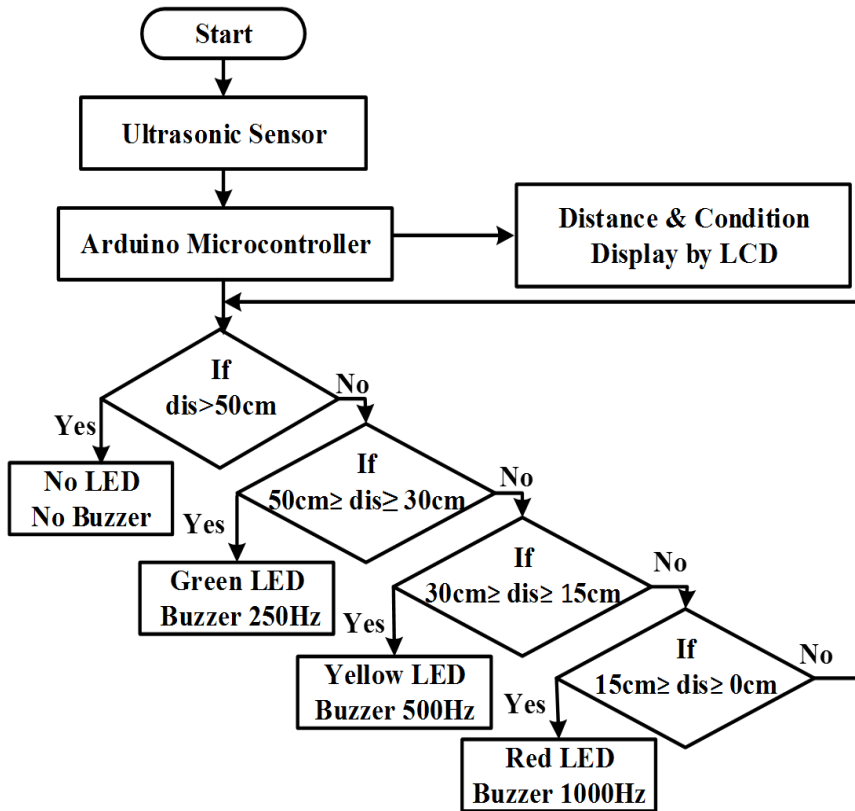 Start
Ultrasonic Sensor
Arduino Microcontroller
Distance & Condition
Display by LCD
If
dis>50cm
No
Yes
No LED
No Buzzer
If
50cm≥ dis≥ 30cm
No
Yes
Green LED
Buzzer 250Hz
If
30cm≥ dis≥ 15cm
No
Yes
Yellow LED
Buzzer 500Hz
If
15cm≥ dis≥ 0cm
No
Yes
Red LED
Buzzer 1000Hz